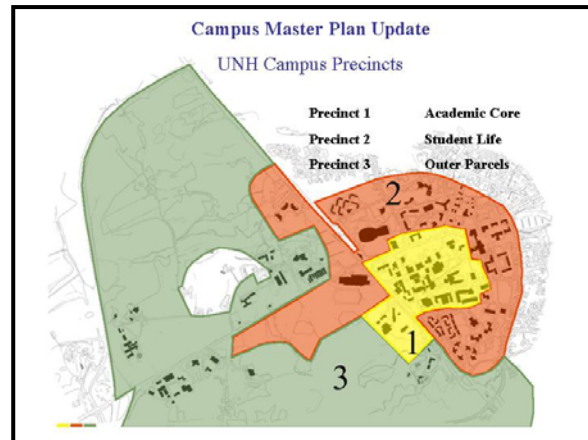 Campus Master Plan Update
UNH Campus Precincts
Precinct 1 Academic Core
Precinct 2 Student Life
Precinct 3 Outer Parcels
2
1
3